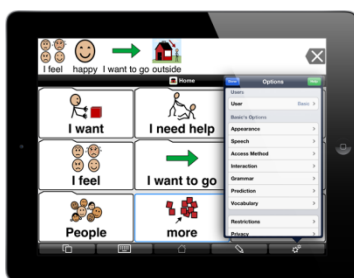 I feel happy I want to go outside
Home
Options
Users
User Basic
Basic's Options
Appearance
Speech
Access Method
Interaction
Grammar
Prediction
Vocabulary
Restrictions
Privacy
I want
I need help
I feel
I want to go
People
more